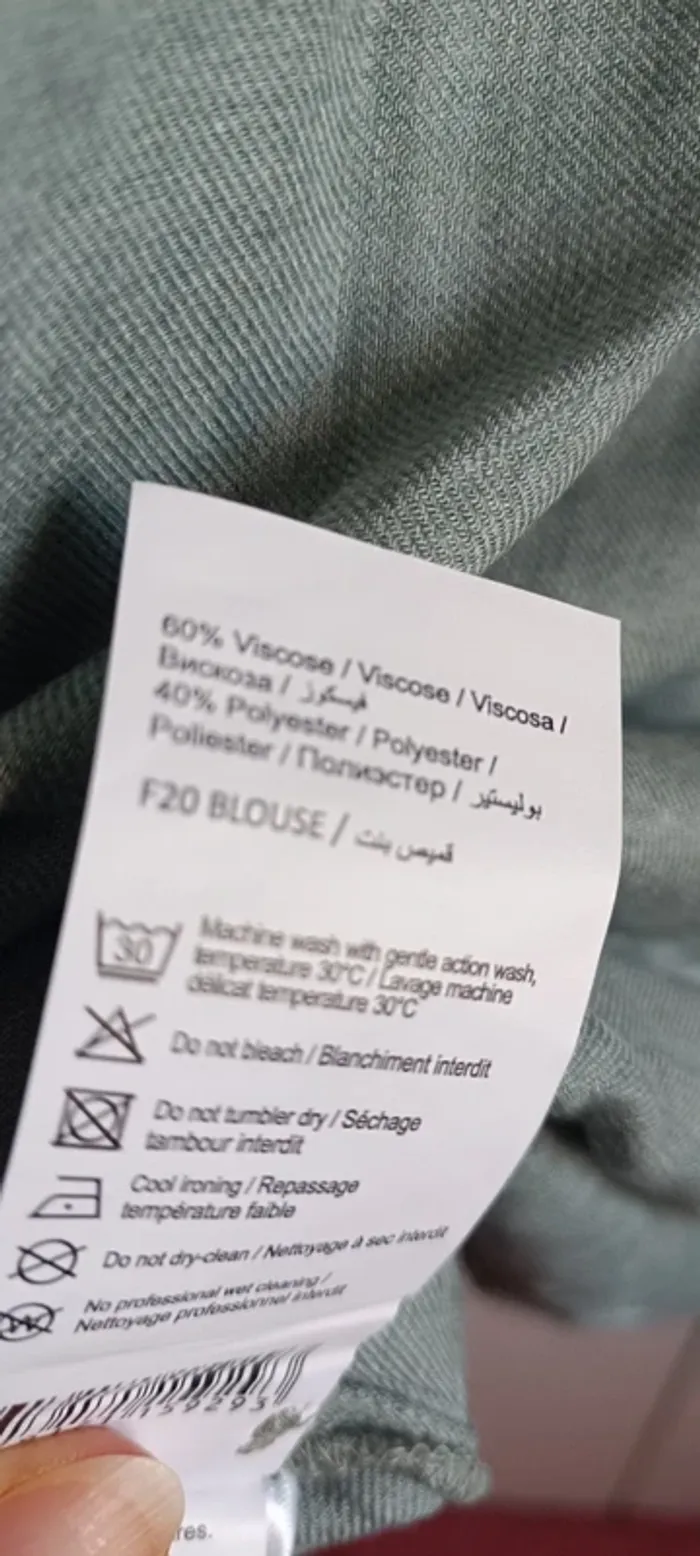 60% Viscose / Viscose / Viscosa /
Вискоза / فيسكوز
40% Polyester / Polyester /
Poliester / Полиэстер / بوليستير
F20 BLOUSE / قميص بنت
30
Machine wash with gentle action wash,
temperature 30°C / Lavage machine
délicat temperature 30°C
Do not bleach / Blanchiment interdit
Do not tumbler dry / Séchage
tambour interdit
Cool ironing / Repassage
température faible
Do not dry-clean / Nettoyage à sec interdit
W
No professional wet cleaning /
Nettoyage professionnel interdit
159293
res.